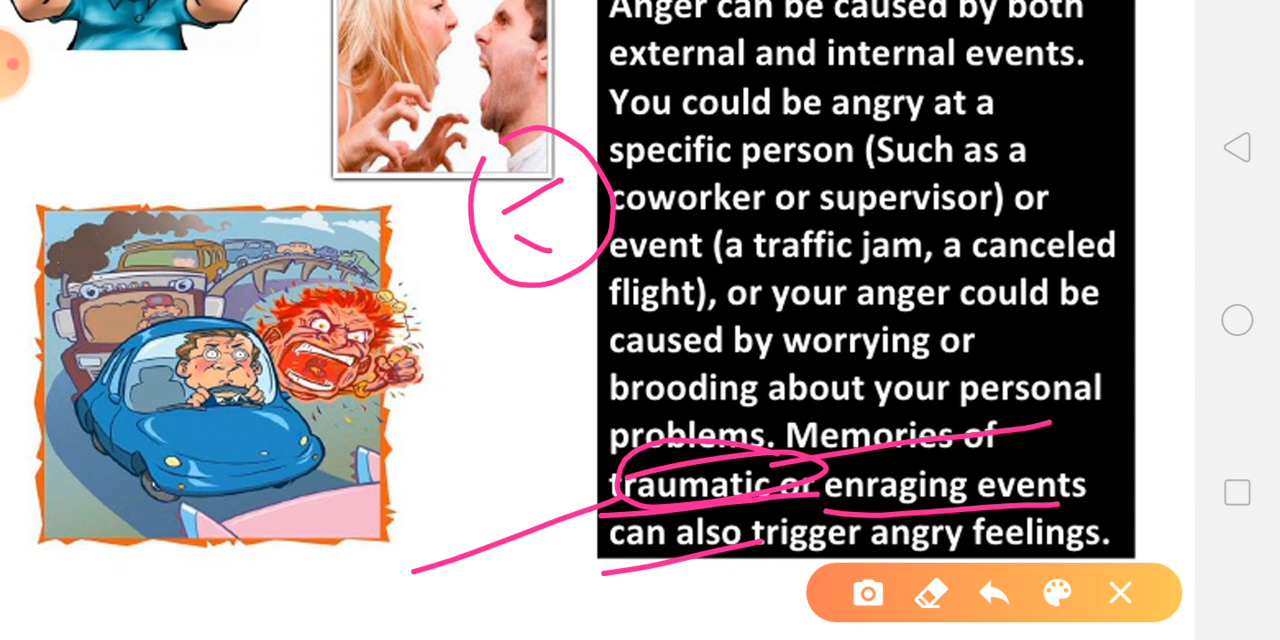 Anger can be caused by both
external and internal events.
You could be angry at a
specific person (Such as a
coworker or supervisor) or
event (a traffic jam, a canceled
flight), or your anger could be
caused by worrying or
brooding about your personal
problems. Memories of
traumatic or enraging events
can also trigger angry feelings.